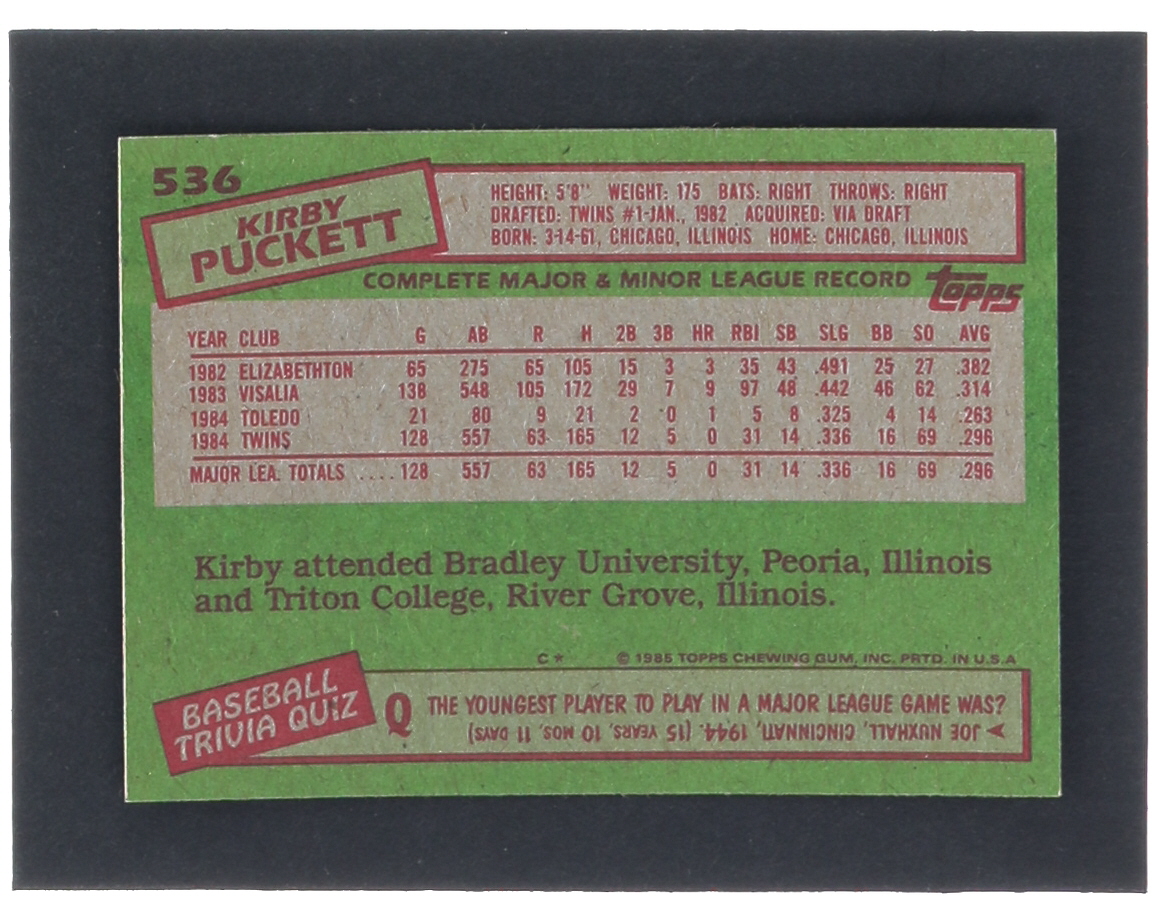 536
KIRBY
PUCKETT
HEIGHT: 5'8" WEIGHT: 175 BATS: RIGHT THROWS: RIGHT
DRAFTED: TWINS #1-JAN., 1982 ACQUIRED: VIA DRAFT
BORN: 3-14-61, CHICAGO, ILLINOIS HOME: CHICAGO, ILLINOIS
COMPLETE MAJOR & MINOR LEAGUE RECORD topps
YEAR CLUB G AB R H 2B 3B HR RBI SB SLG BB SO AVG
1982 ELIZABETHTON 65 275 65 105 15 3 3 35 43 .491 25 27 .382
1983 VISALIA 138 548 105 172 29 7 9 97 48 .442 46 62 .314
1984 TOLEDO 21 80 9 21 2 0 1 5 8 .325 4 14 .263
1984 TWINS 128 557 63 165 12 5 0 31 14 .336 16 69 .296
MAJOR LEA. TOTALS .... 128 557 63 165 12 5 0 31 14 .336 16 69 .296
Kirby attended Bradley University, Peoria, Illinois
and Triton College, River Grove, Illinois.
C* © 1985 TOPPS CHEWING GUM, INC. PRTD. IN U.S.A
BASEBALL
TRIVIA QUIZ
Q THE YOUNGEST PLAYER TO PLAY IN A MAJOR LEAGUE GAME WAS?
JOE NUXHALL, CINCINNATI, 1944. (15 YEARS, 10 MOS, 11 DAYS)